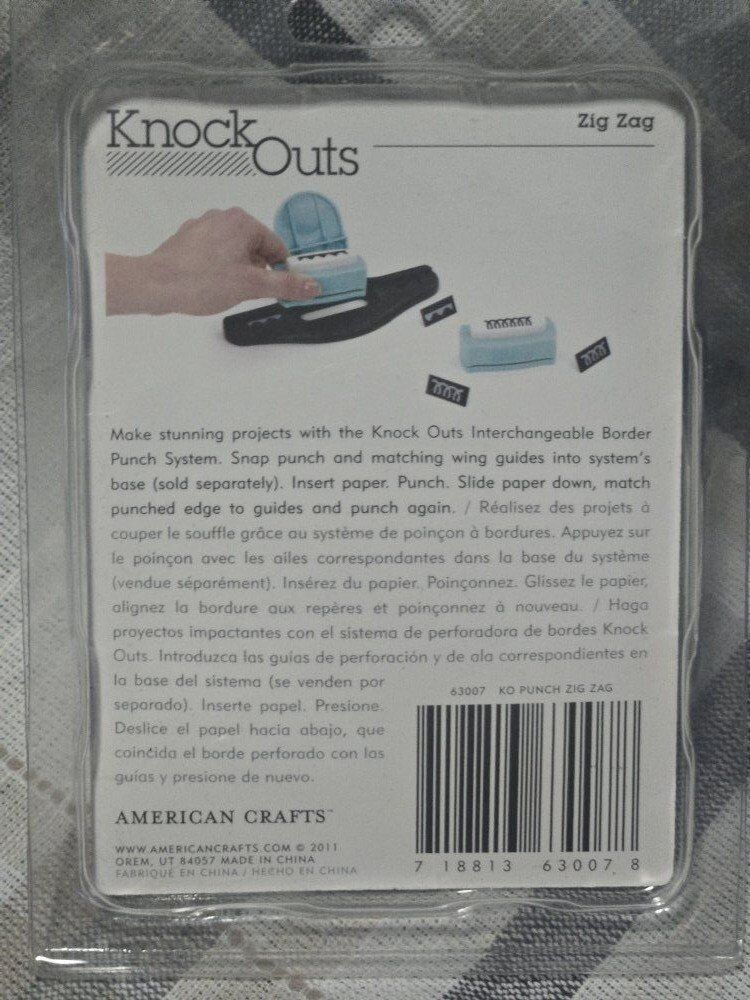 Knock
Outs
Zig Zag
Make stunning projects with the Knock Outs Interchangeable Border
Punch System. Snap punch and matching wing guides into system's
base (sold separately). Insert paper. Punch. Slide paper down, match
punched edge to guides and punch again. / Réalisez des projets à
couper le souffle grâce au système de poinçon à bordures. Appuyez sur
le poinçon avec les ailes correspondantes dans la base du système
(vendue séparément). Insérez du papier. Poinçonnez. Glissez le papier,
alignez la bordure aux repères et poinçonnez à nouveau. / Haga
proyectos impactantes con el sistema de perforadora de bordes Knock
Outs. Introduzca las guías de perforación y de ala correspondientes en
la base del sistema (se venden por
separado). Inserte papel. Presione.
Deslice el papel hacia abajo, que
coincida el borde perforado con las
guías y presione de nuevo.
63007 KO PUNCH ZIG ZAG
7 18813 63007 8
AMERICAN CRAFTS™
WWW.AMERICANCRAFTS.COM © 2011
OREM, UT 84057 MADE IN CHINA
FABRIQUÉ EN CHINA / HECHO EN CHINA